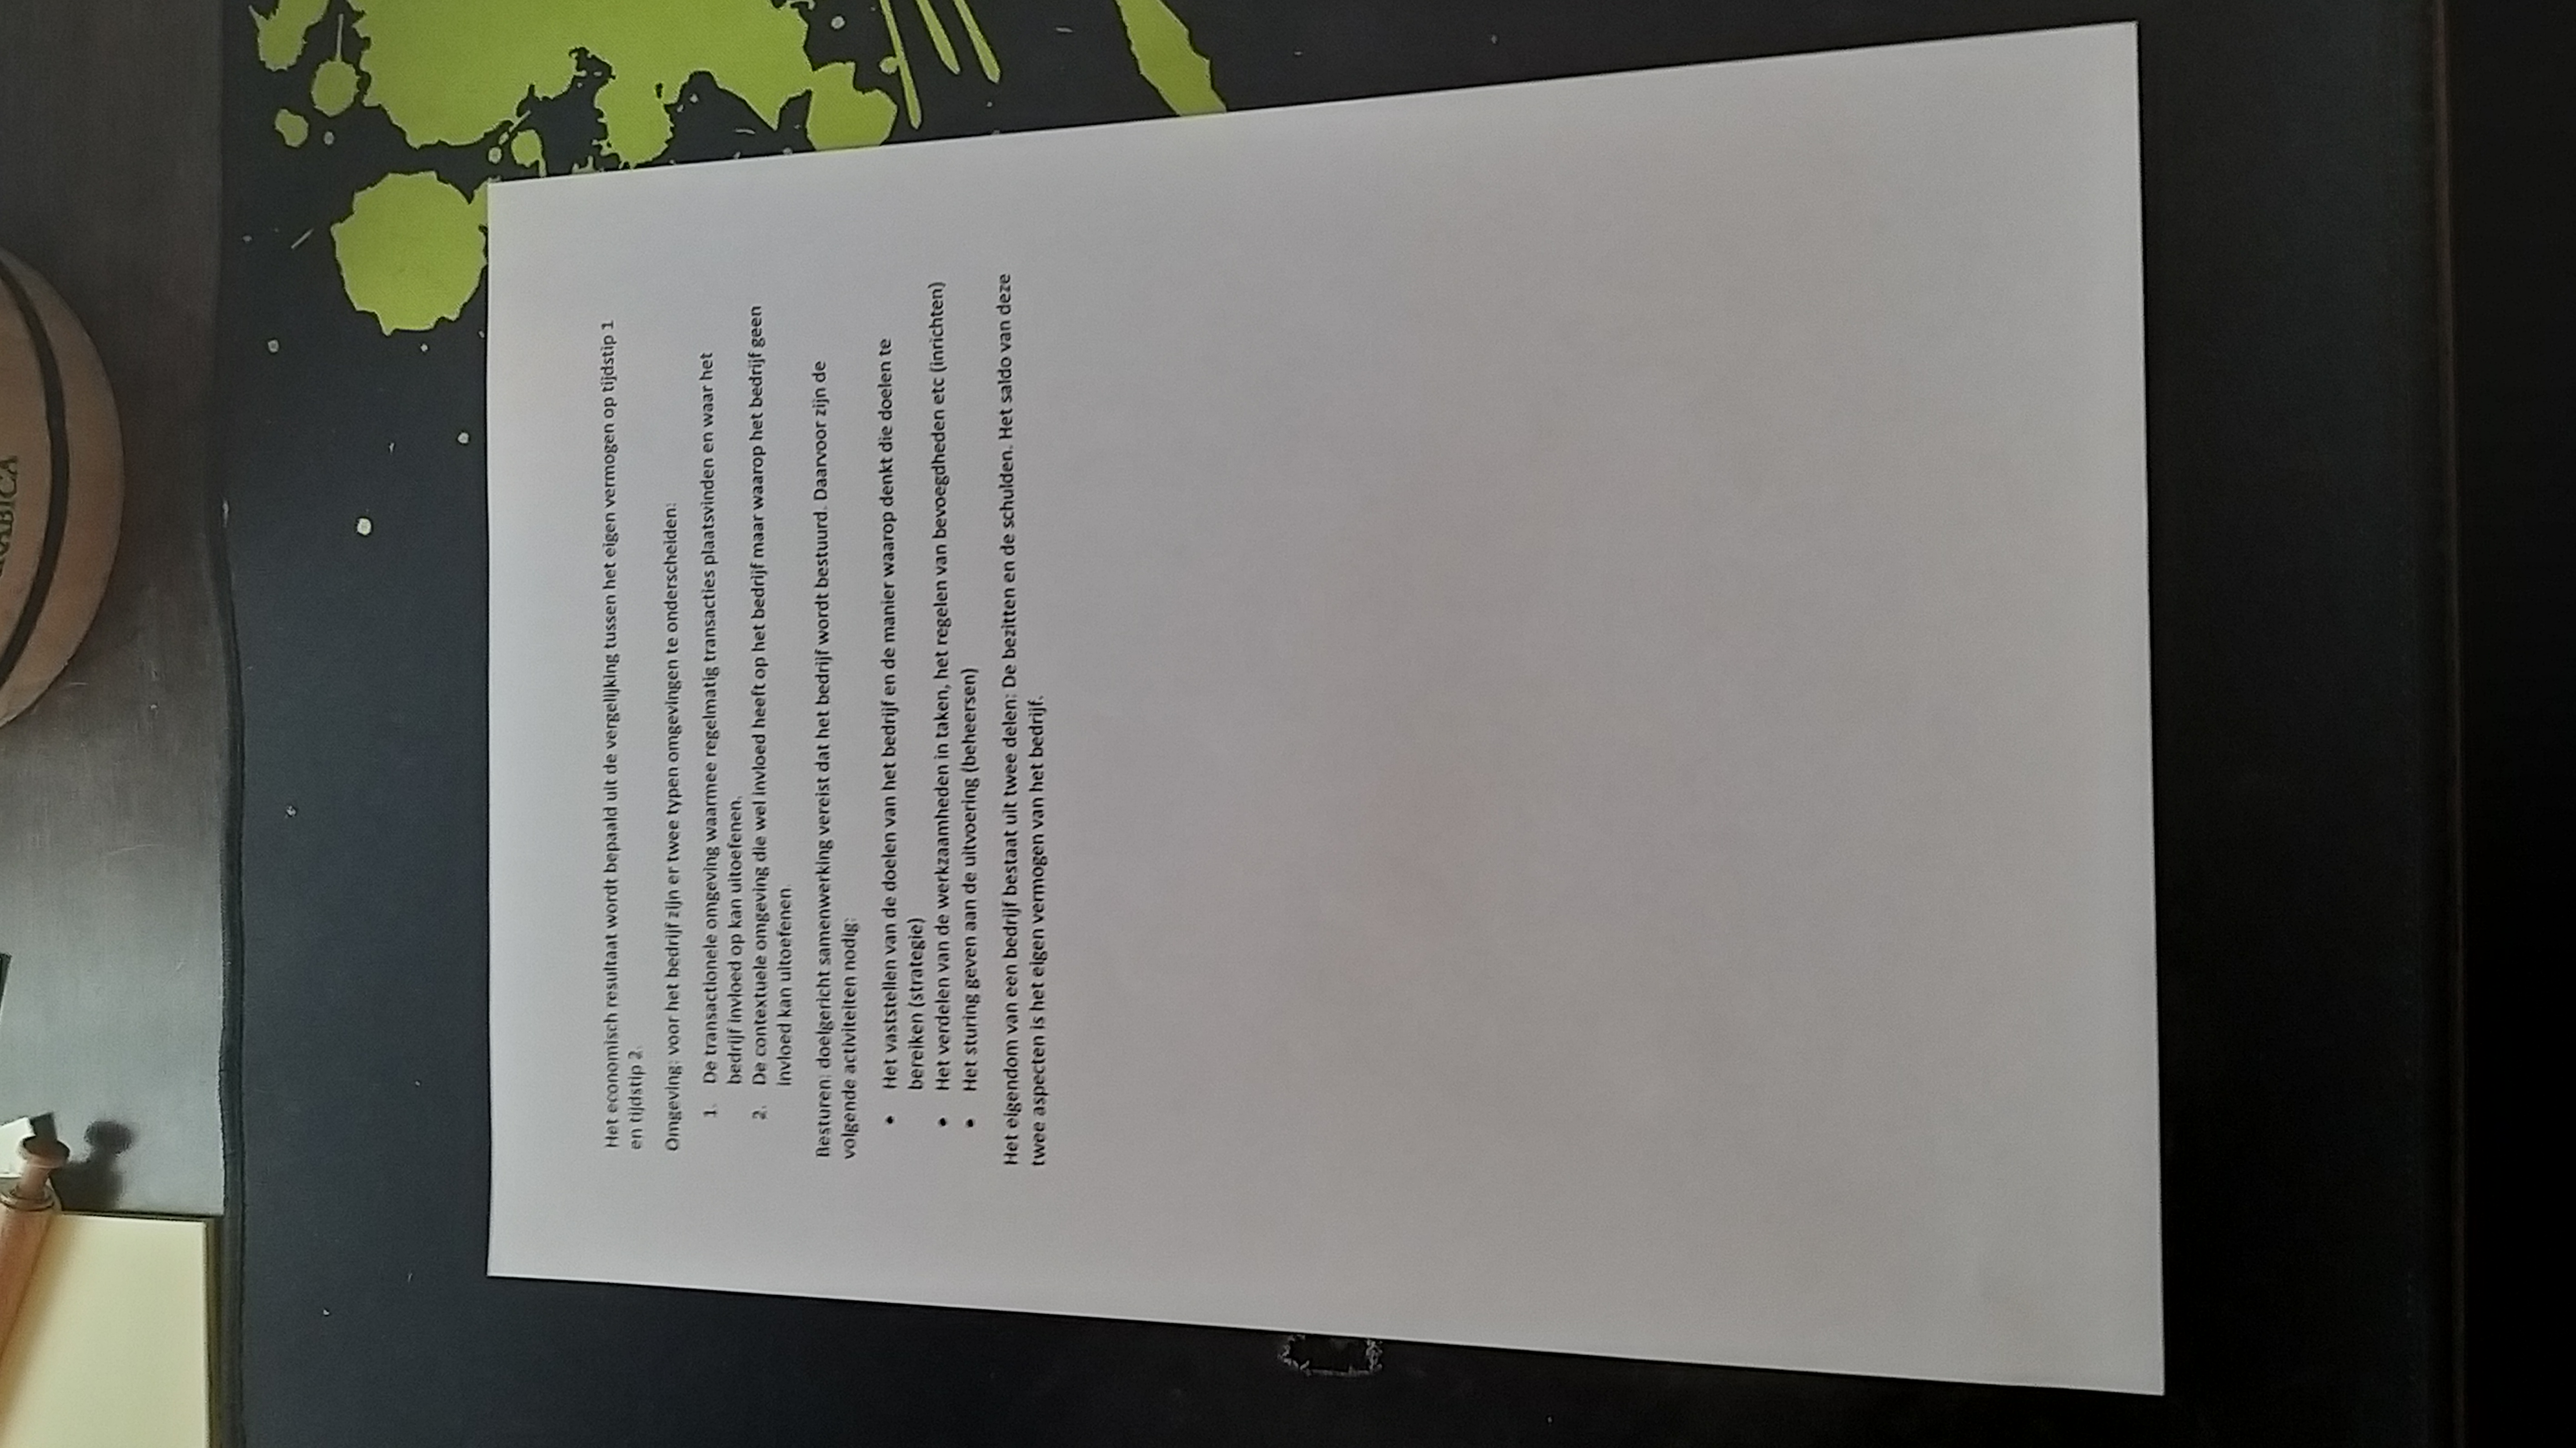 RABICA
Het economisch resultaat wordt bepaald uit de vergelijking tussen het eigen vermogen op tijdstip 1
en tijdstip 2.
Omgeving: voor het bedrijf zijn er twee typen omgevingen te onderscheiden:
1. De transactionele omgeving waarmee regelmatig transacties plaatsvinden en waar het
bedrijf invloed op kan uitoefenen.
2. De contextuele omgeving die wel invloed heeft op het bedrijf maar waarop het bedrijf geen
invloed kan uitoefenen.
Besturen: doelgericht samenwerking vereist dat het bedrijf wordt bestuurd. Daarvoor zijn de
volgende activiteiten nodig:
• Het vaststellen van de doelen van het bedrijf en de manier waarop denkt die doelen te
bereiken (strategie)
• Het verdelen van de werkzaamheden in taken, het regelen van bevoegdheden etc (inrichten)
• Het sturing geven aan de uitvoering (beheersen)
Het eigendom van een bedrijf bestaat uit twee delen: De bezitten en de schulden. Het saldo van deze
twee aspecten is het eigen vermogen van het bedrijf.